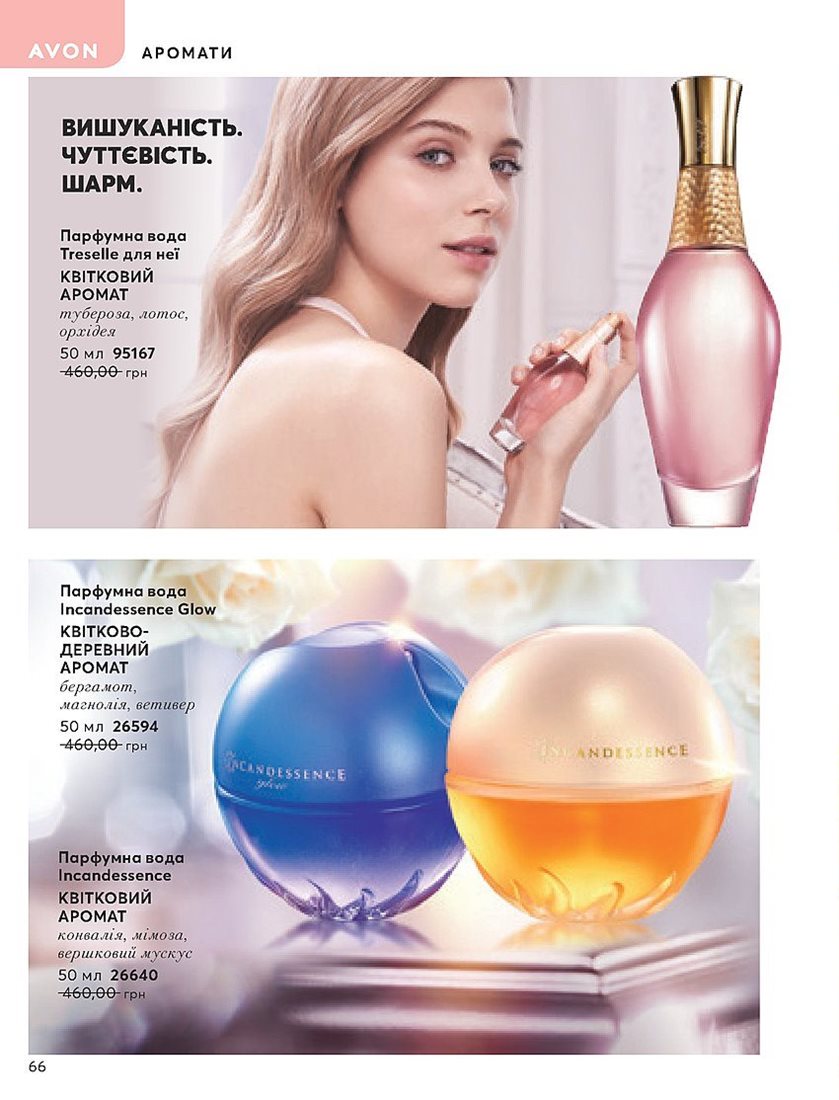 AVON
АРОМАТИ
ВИШУКАНІСТЬ.
ЧУТТЄВІСТЬ.
ШАРМ.
Парфумна вода
Treselle для неї
КВІТКОВИЙ
АРОМАТ
тубероза, лотос,
орхідея
50 мл 95167
460,00 грн
Парфумна вода
Incandessence Glow
КВІТКОВО-
ДЕРЕВНИЙ
АРОМАТ
бергамот,
магнолія, ветивер
50 мл 26594
460,00 грн
INCANDESSENCE
glow
INCANDESSENCE
Парфумна вода
Incandessence
КВІТКОВИЙ
АРОМАТ
конвалія, мімоза,
вершковий мускус
50 мл 26640
460,00 грн
66